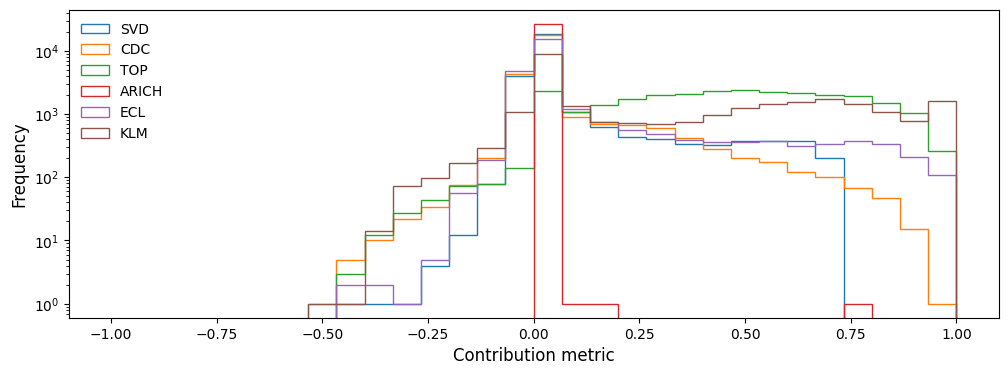 SVD
CDC
TOP
ARICH
ECL
KLM
Frequency
10⁴
10³
10²
10¹
10⁰
−1.00 −0.75 −0.50 −0.25 0.00 0.25 0.50 0.75 1.00
Contribution metric